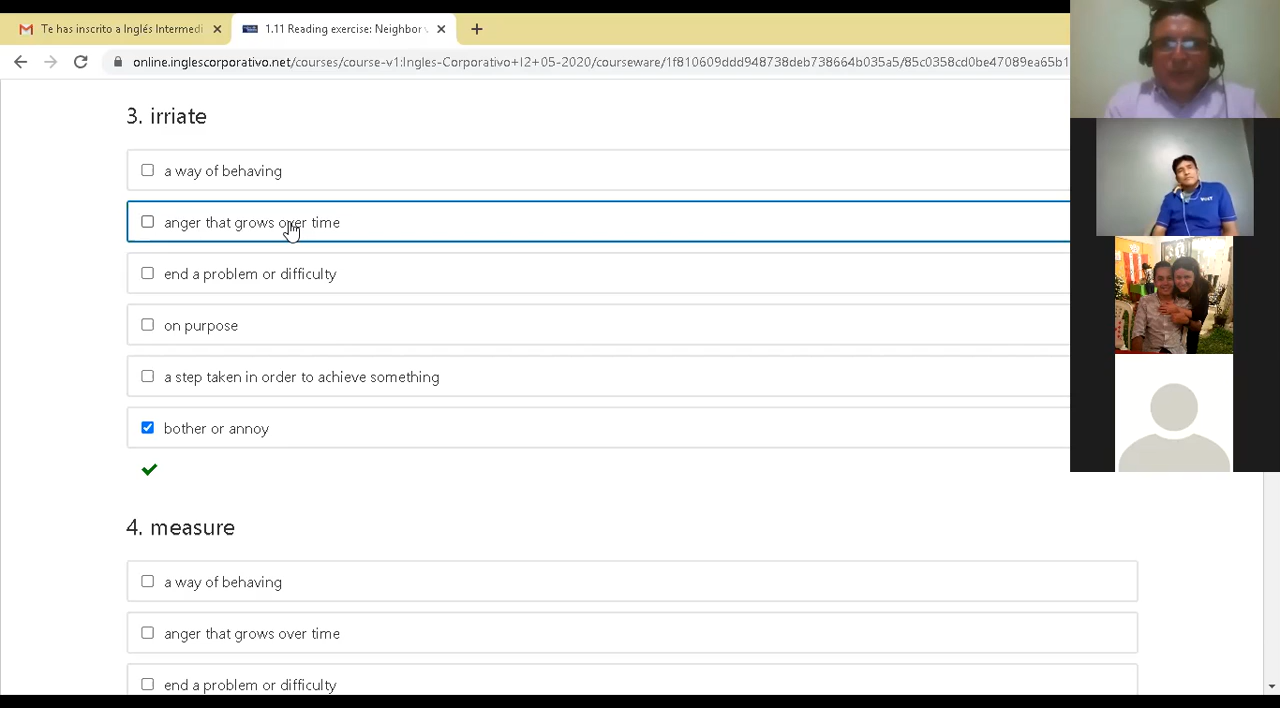 Te has inscrito a Inglés Intermedi
1.11 Reading exercise: Neighbor
online.inglescorporativo.net/courses/course-v1:Ingles-Corporativo+I2+05-2020/courseware/1f810609ddd948738deb738664b035a5/85c0358cd0be47089ea65b1
3. irriate
a way of behaving
anger that grows over time
end a problem or difficulty
on purpose
a step taken in order to achieve something
bother or annoy
4. measure
a way of behaving
anger that grows over time
end a problem or difficulty